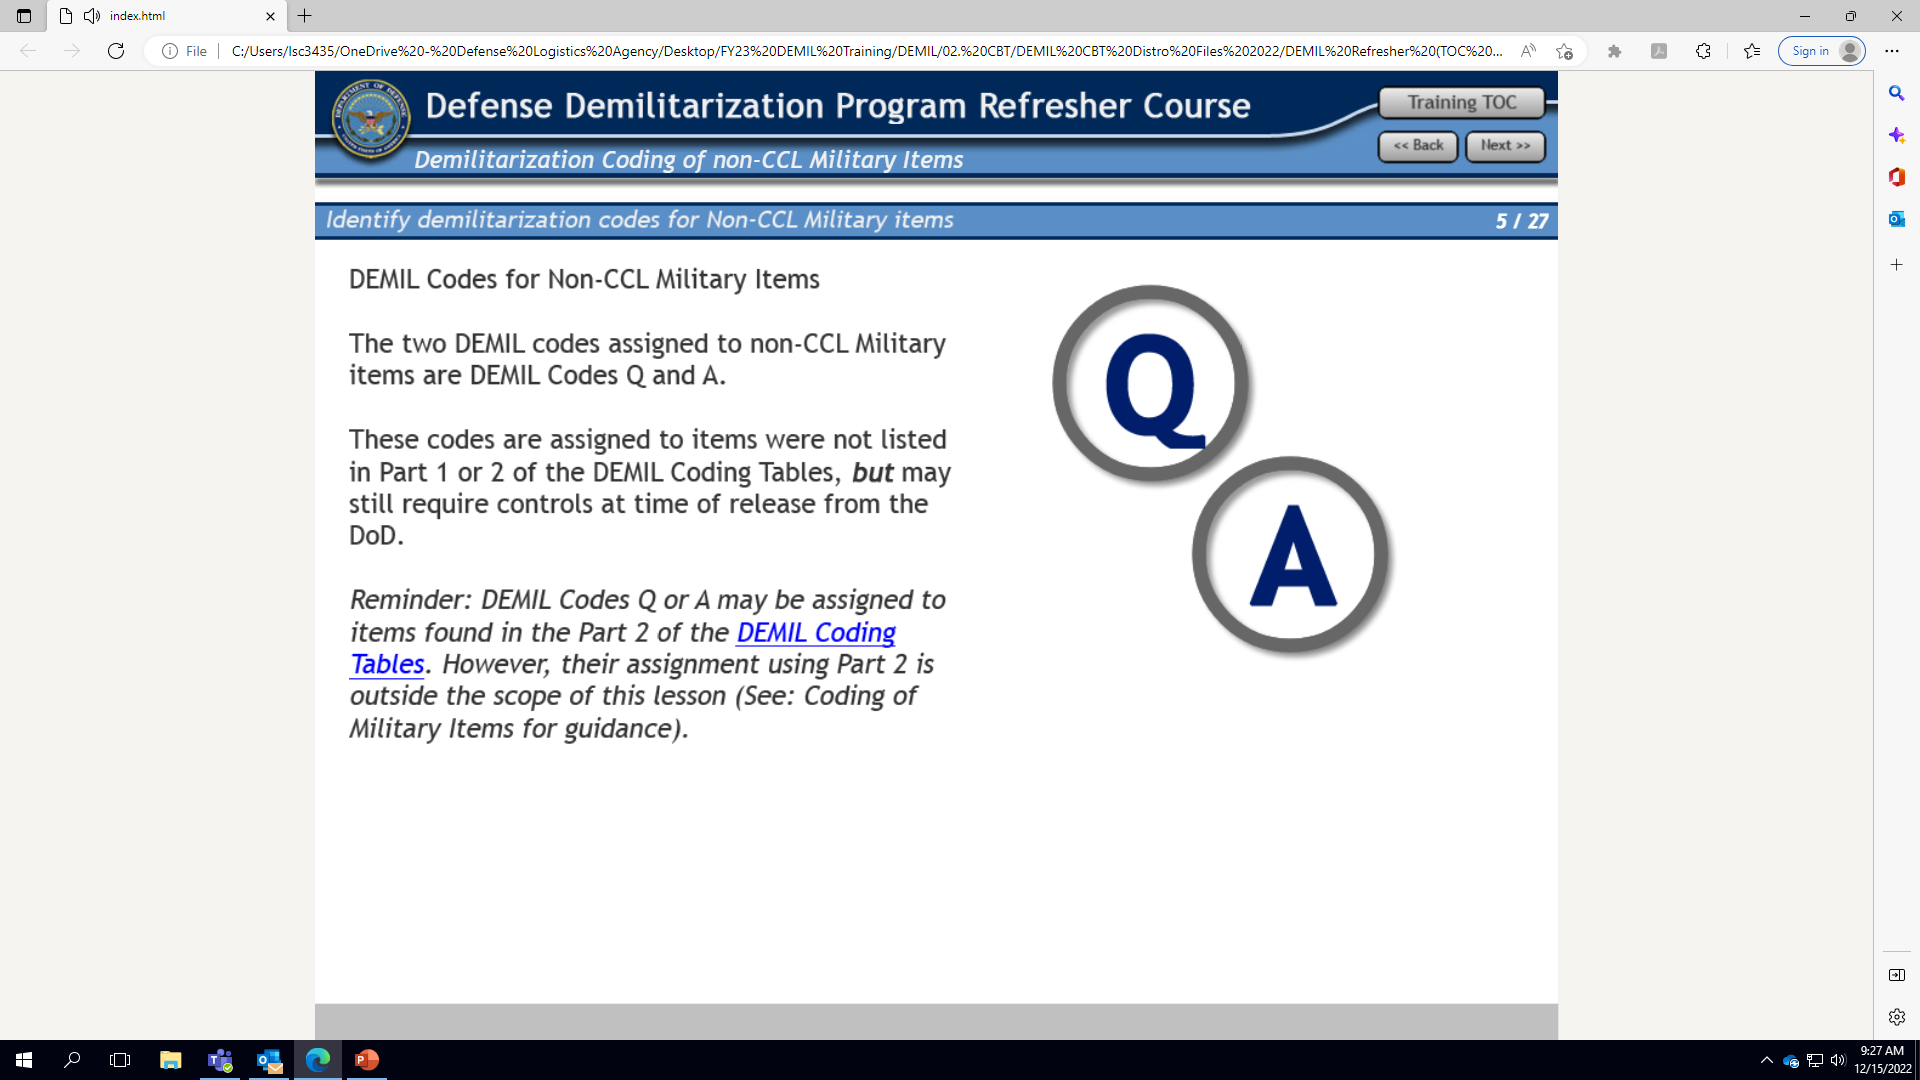 index.html
File
C:/Users/lsc3435/OneDrive%20-%20Defense%20Logistics%20Agency/Desktop/FY23%20DEMIL%20Training/DEMIL/02.%20CBT/DEMIL%20CBT%20Distro%20Files%202022/DEMIL%20Refresher%20(TOC%20...
Sign in
Defense Demilitarization Program Refresher Course
Training TOC
<< Back
Next >>
Demilitarization Coding of non-CCL Military Items
Identify demilitarization codes for Non-CCL Military items
5 / 27
DEMIL Codes for Non-CCL Military Items
The two DEMIL codes assigned to non-CCL Military
items are DEMIL Codes Q and A.
These codes are assigned to items were not listed
in Part 1 or 2 of the DEMIL Coding Tables, but may
still require controls at time of release from the
DoD.
Reminder: DEMIL Codes Q or A may be assigned to
items found in the Part 2 of the DEMIL Coding
Tables. However, their assignment using Part 2 is
outside the scope of this lesson (See: Coding of
Military Items for guidance).
Q
A
9:27 AM
12/15/2022